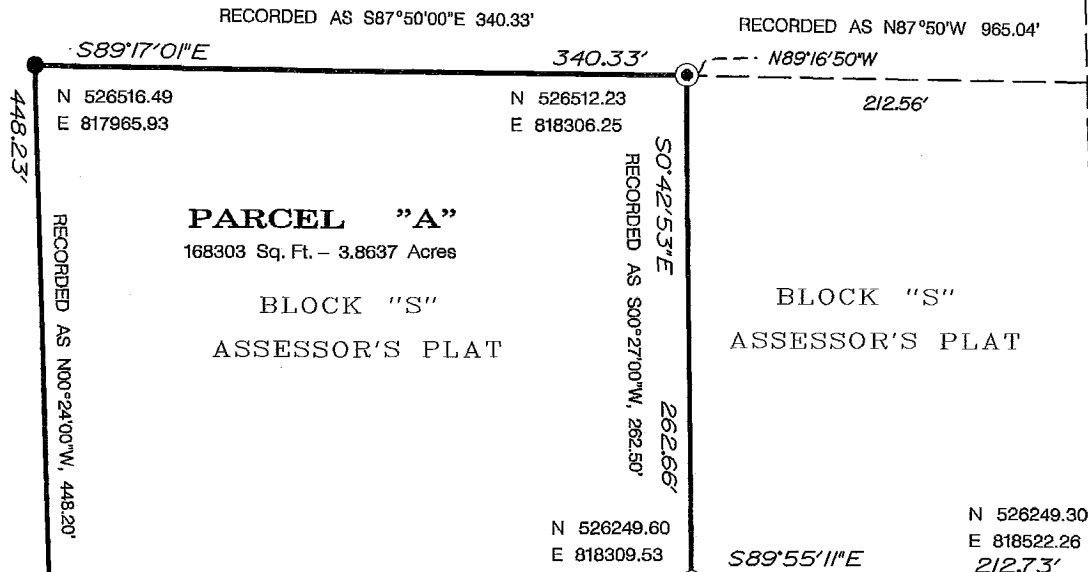 RECORDED AS S87°50'00"E 340.33'
RECORDED AS N87°50'W 965.04'
S89°17'01"E
340.33'
N89°16'50"W
212.56'
N 526516.49
E 817965.93
N 526512.23
E 818306.25
448.23'
RECORDED AS N00°24'00"W, 448.20'
S0°42'53"E
262.66'
RECORDED AS S00°27'00"W, 262.50'
PARCEL "A"
168303 Sq. Ft. – 3.8637 Acres
BLOCK "S"
ASSESSOR'S PLAT
BLOCK "S"
ASSESSOR'S PLAT
N 526249.60
E 818309.53
N 526249.30
E 818522.26
S89°55'11"E
212.73'